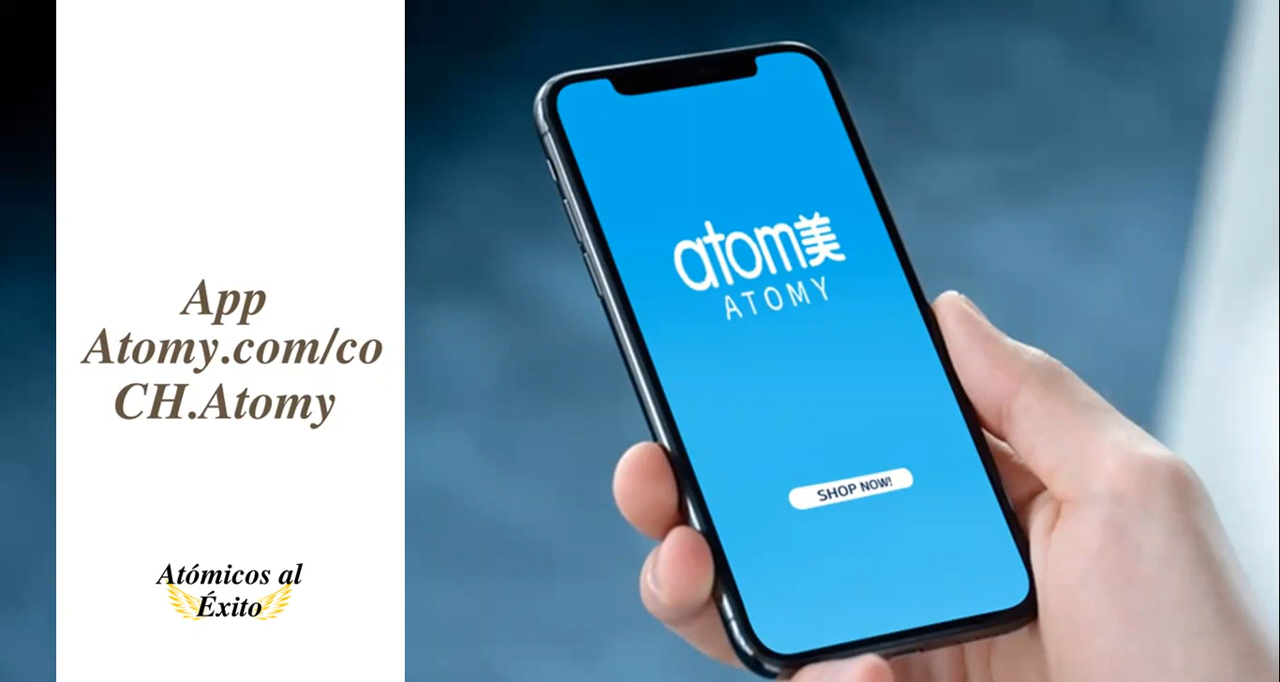 App
Atomy.com/co
CH.Atomy
Atómicos al
Éxito
atom美
ATOMY
SHOP NOW!